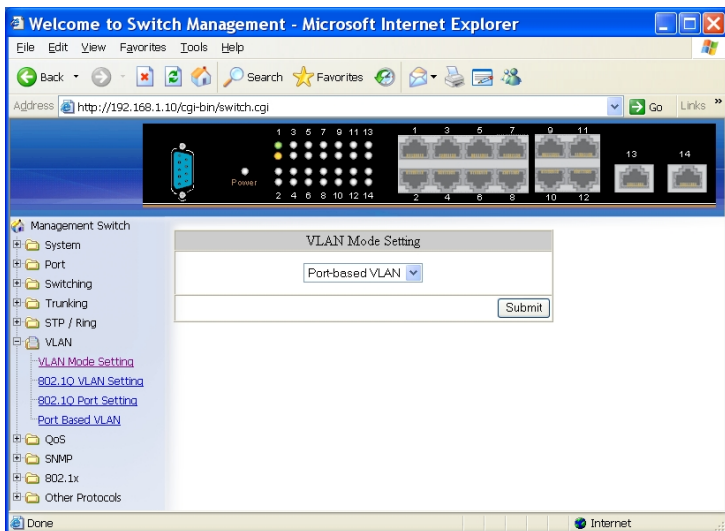 Welcome to Switch Management - Microsoft Internet Explorer
File Edit View Favorites Tools Help
Back Search Favorites
Address http://192.168.1.10/cgi-bin/switch.cgi Go Links »
1 3 5 7 9 11 13
1 3 5 7 9 11
13 14
Power
2 4 6 8 10 12 14
2 4 6 8 10 12
Management Switch
System
Port
Switching
Trunking
STP / Ring
VLAN
VLAN Mode Setting
802.1Q VLAN Setting
802.1Q Port Setting
Port Based VLAN
QoS
SNMP
802.1x
Other Protocols
VLAN Mode Setting
Port-based VLAN
Submit
Done Internet